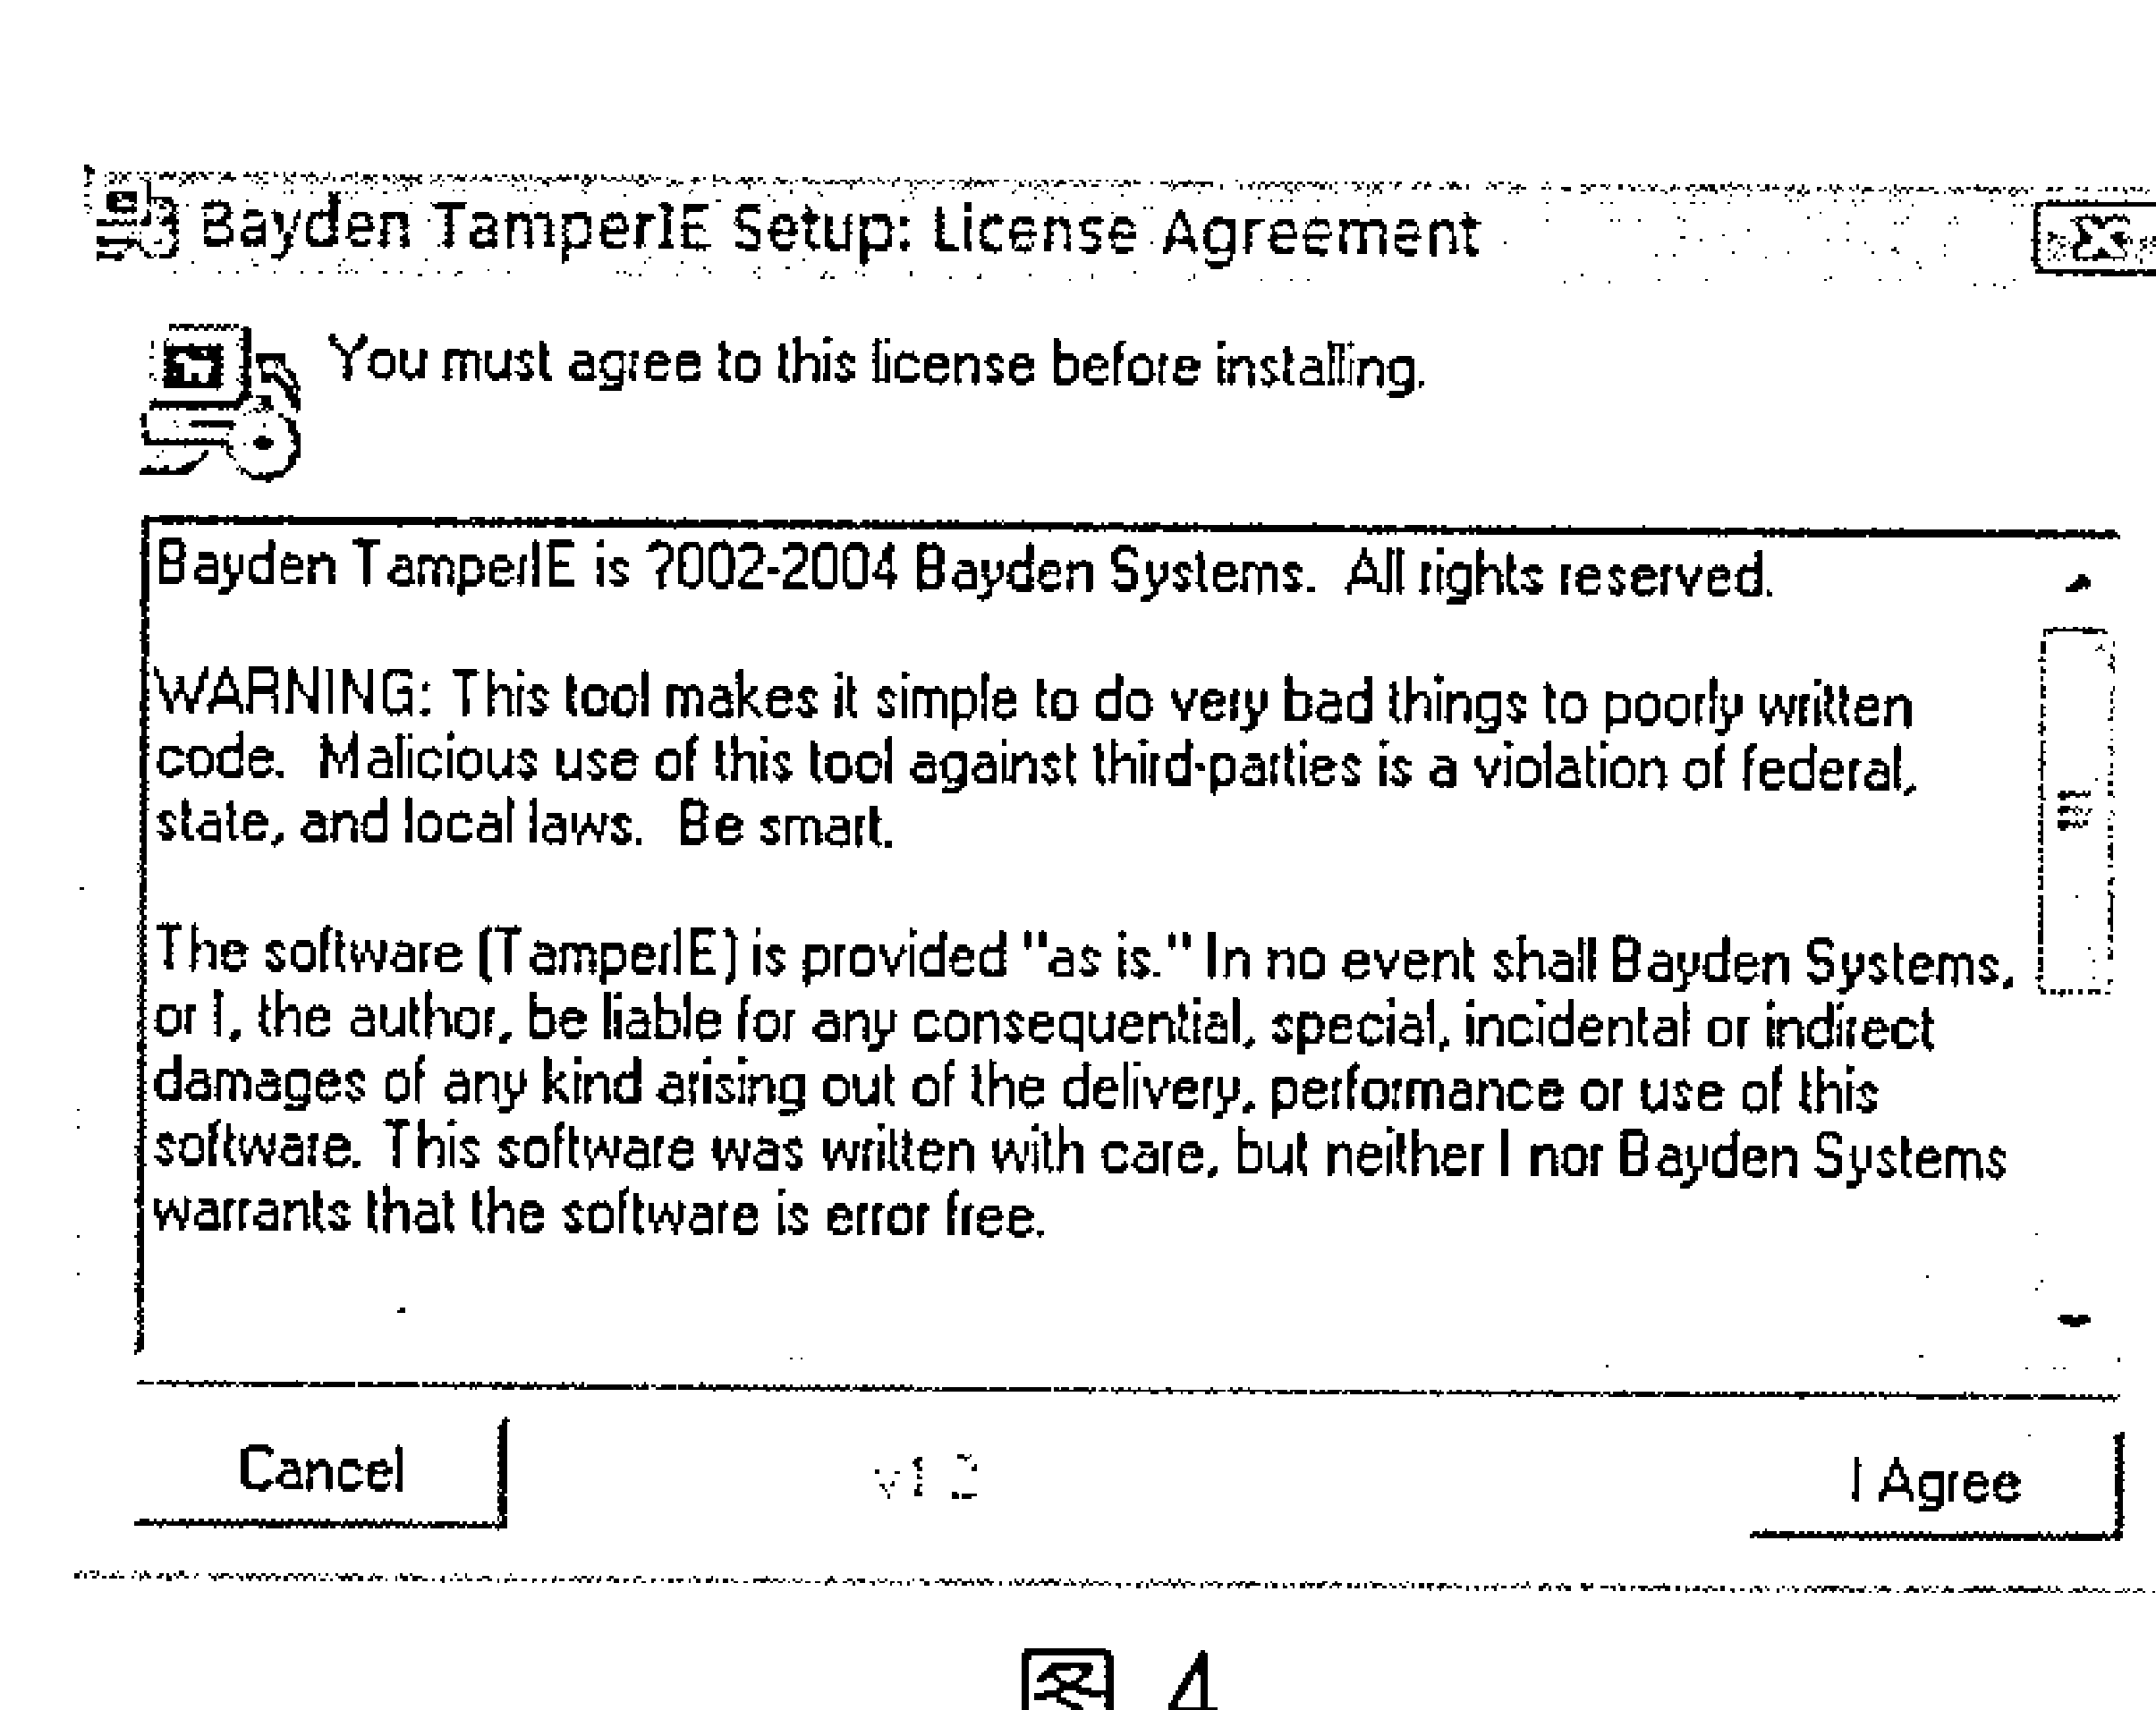 Bayden TamperIE Setup: License Agreement
You must agree to this license before installing.
Bayden TamperIE is ?002-2004 Bayden Systems.  All rights reserved.
WARNING: This tool makes it simple to do very bad things to poorly written
code.  Malicious use of this tool against third-parties is a violation of federal,
state, and local laws.  Be smart.
The software (TamperIE) is provided "as is." In no event shall Bayden Systems,
or I, the author, be liable for any consequential, special, incidental or indirect
damages of any kind arising out of the delivery, performance or use of this
software. This software was written with care, but neither I nor Bayden Systems
warrants that the software is error free.
Cancel
I Agree
图 4